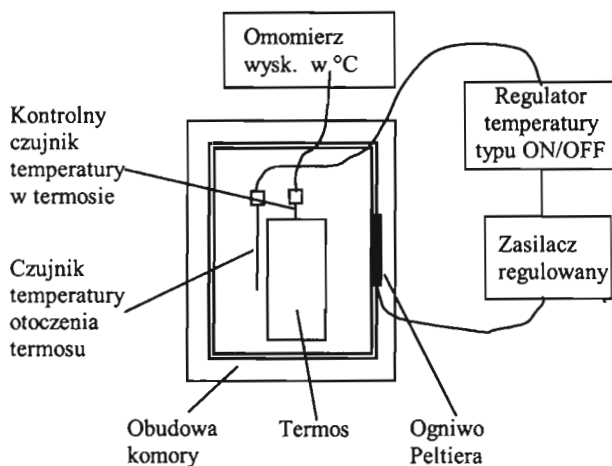 Omomierz
wysk. w °C
Kontrolny
czujnik
temperatury
w termosie
Regulator
temperatury
typu ON/OFF
Czujnik
temperatury
otoczenia
termosu
Zasilacz
regulowany
Obudowa
komory
Termos
Ogniwo
Peltiera